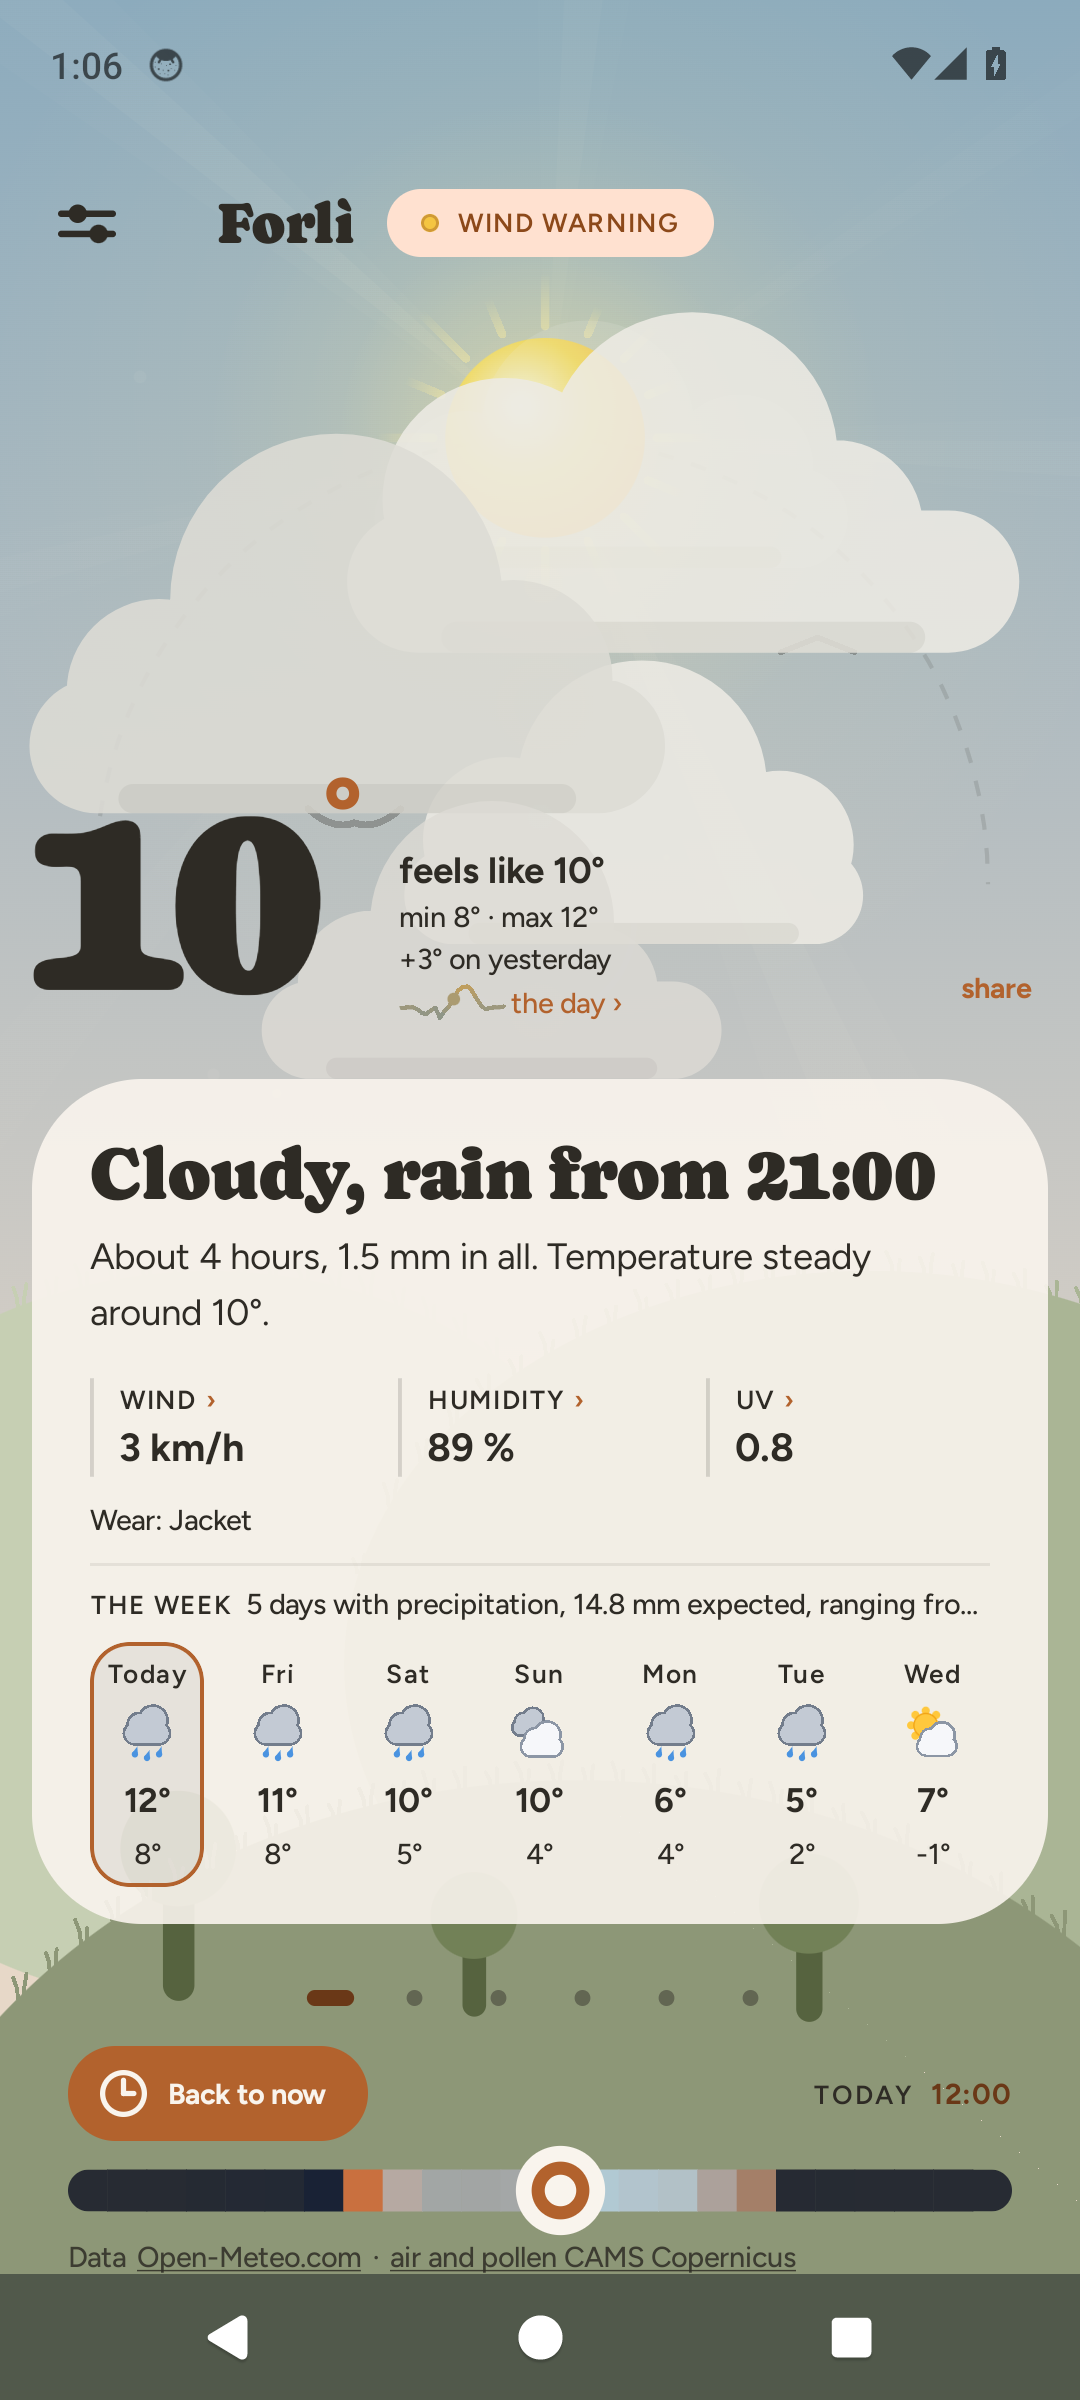 1:06
Forlì
WIND WARNING
10°
feels like 10°
min 8° · max 12°
+3° on yesterday
the day ›
share
Cloudy, rain from 21:00
About 4 hours, 1.5 mm in all. Temperature steady
around 10°.
WIND › HUMIDITY › UV ›
3 km/h 89 % 0.8
Wear: Jacket
THE WEEK 5 days with precipitation, 14.8 mm expected, ranging fro...
Today Fri Sat Sun Mon Tue Wed
12° 11° 10° 10° 6° 5° 7°
8° 8° 5° 4° 4° 2° -1°
Back to now
TODAY 12:00
Data Open-Meteo.com · air and pollen CAMS Copernicus